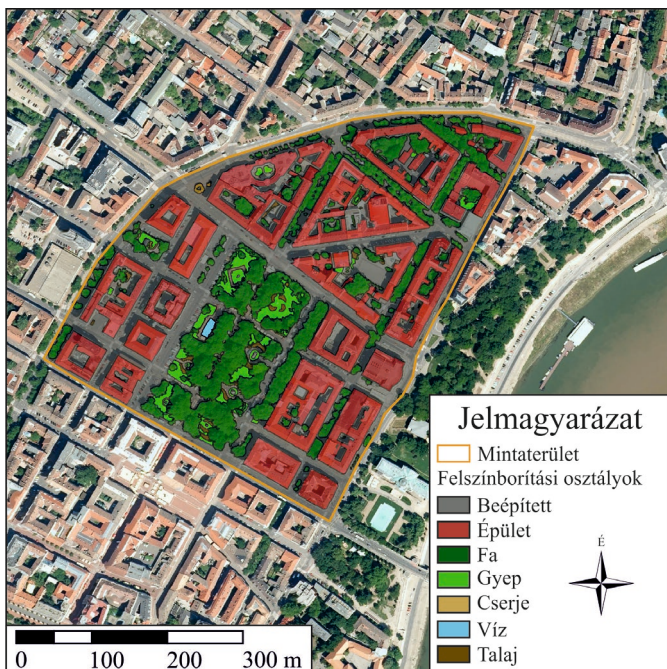 Jelmagyarázat
Mintaterület
Felszínborítási osztályok
Beépített
Épület
Fa
Gyep
Cserje
Víz
Talaj
É
0 100 200 300 m